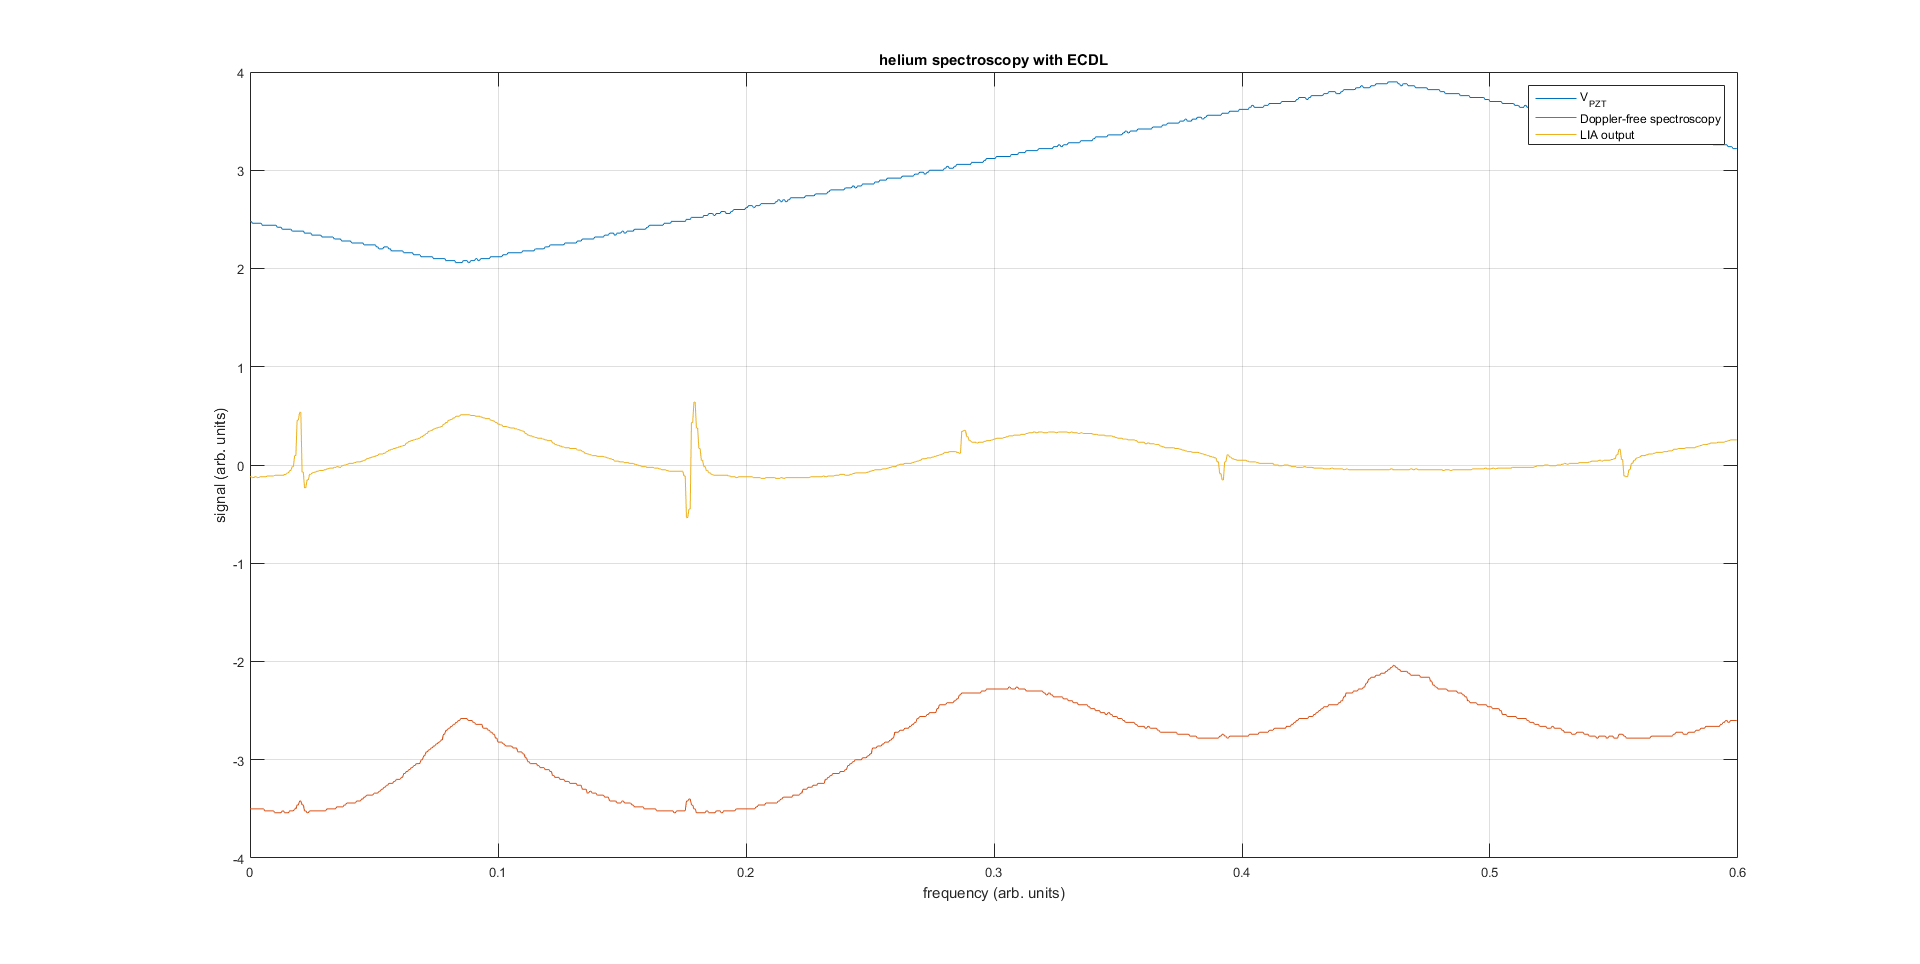 helium spectroscopy with ECDL
V_PZT
Doppler-free spectroscopy
LIA output
signal (arb. units)
4
3
2
1
0
-1
-2
-3
-4
0 0.1 0.2 0.3 0.4 0.5 0.6
frequency (arb. units)